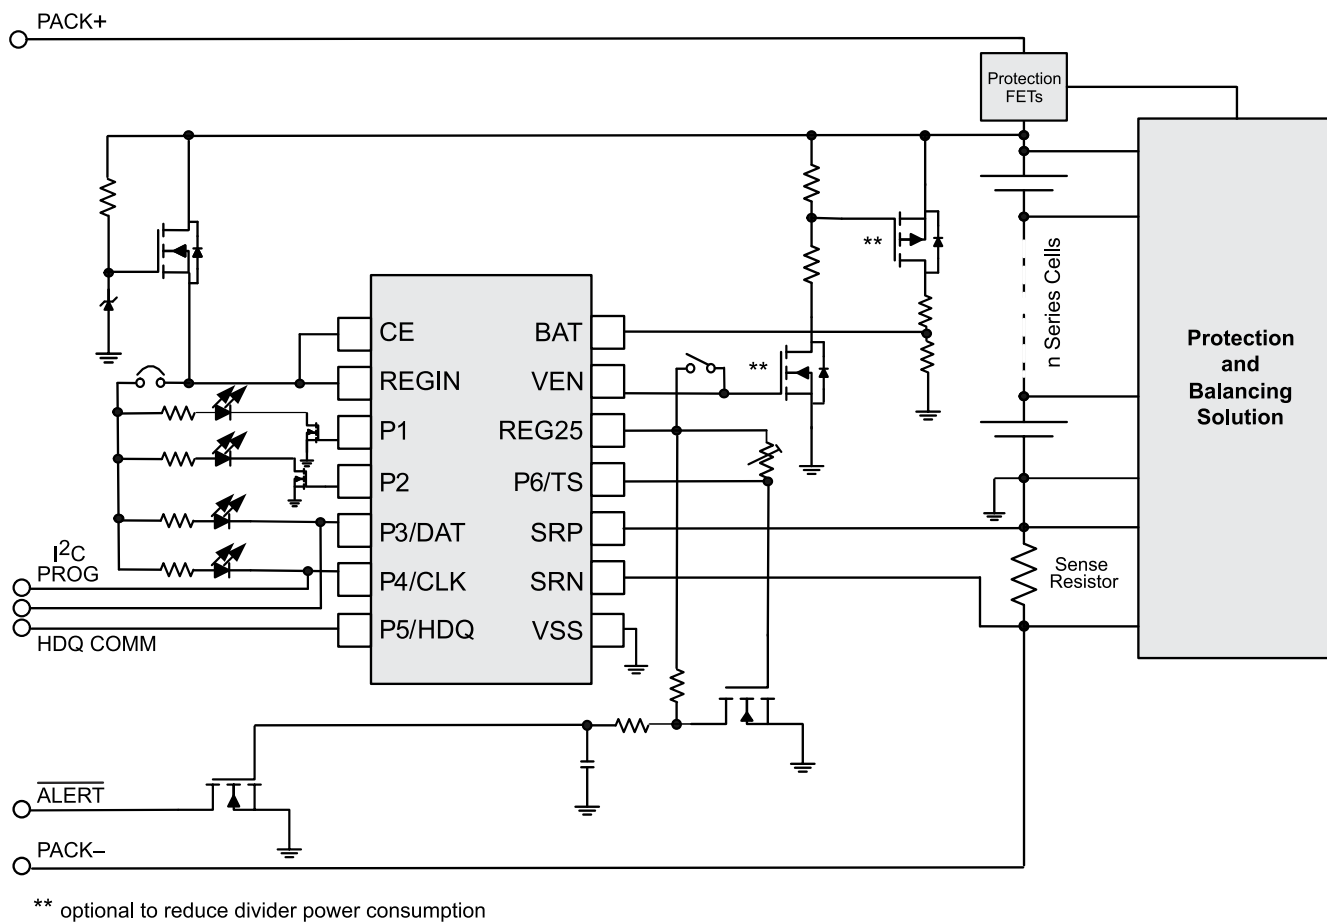 PACK+
Protection
FETs
**
n Series Cells
Protection
and
Balancing
Solution
CE
BAT
**
REGIN
VEN
P1
REG25
P2
P6/TS
P3/DAT
SRP
I²C
PROG
P4/CLK
SRN
Sense
Resistor
P5/HDQ
VSS
HDQ COMM
ALERT
PACK–
** optional to reduce divider power consumption